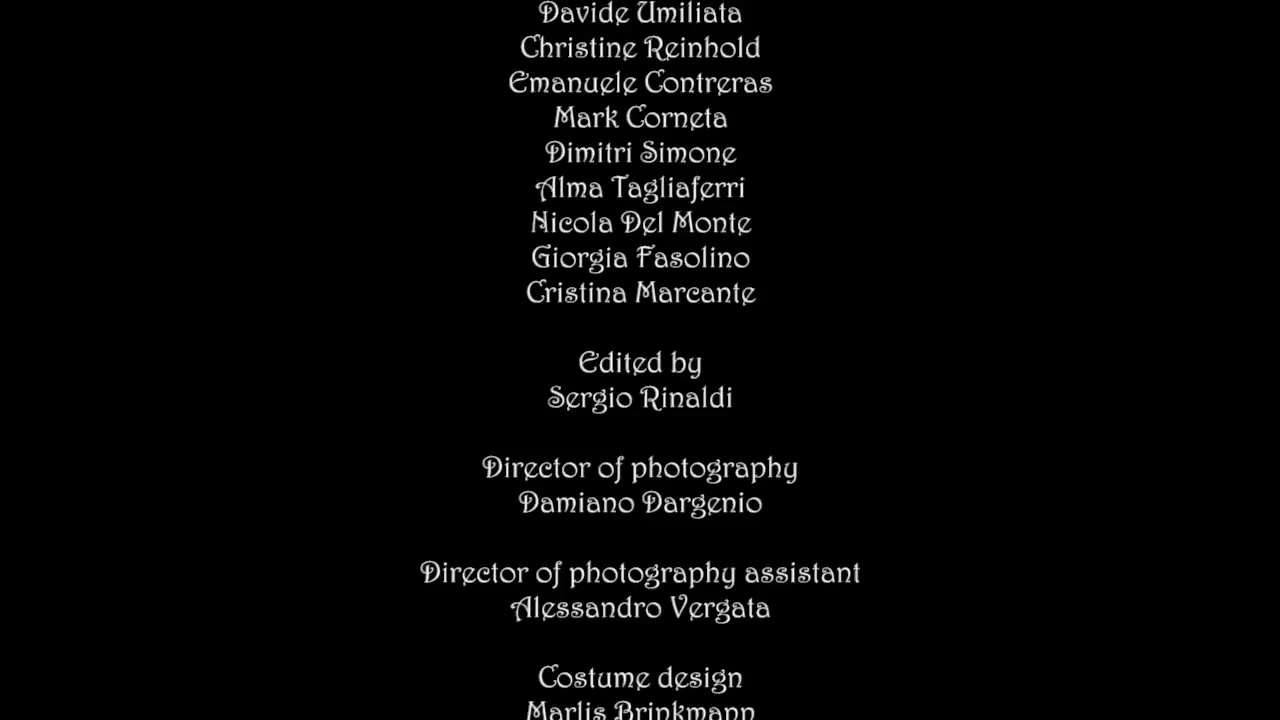 Davide Umiliata
Christine Reinhold
Emanuele Contreras
Mark Corneta
Dimitri Simone
Alma Tagliaferri
Nicola Del Monte
Giorgia Fasolino
Cristina Marcante
Edited by
Sergio Rinaldi
Director of photography
Damiano Dargenio
Director of photography assistant
Alessandro Vergata
Costume design
Marlis Brinkmann